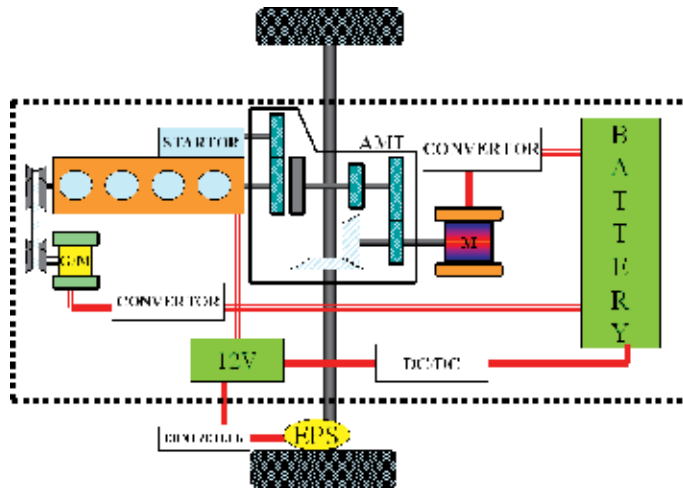 STARTOR
AMT
CONVERTOR
B
A
T
T
E
R
Y
M
G/M
CONVERTOR
12V
DC/DC
EPS